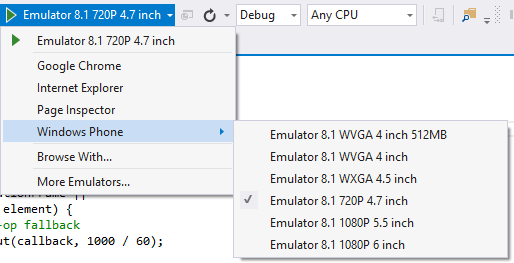 Emulator 8.1 720P 4.7 inch
Debug
Any CPU
Emulator 8.1 720P 4.7 inch
Google Chrome
Internet Explorer
Page Inspector
Windows Phone
Browse With...
More Emulators...
Emulator 8.1 WVGA 4 inch 512MB
Emulator 8.1 WVGA 4 inch
Emulator 8.1 WXGA 4.5 inch
Emulator 8.1 720P 4.7 inch
Emulator 8.1 1080P 5.5 inch
Emulator 8.1 1080P 6 inch
element) {
-op fallback
ut(callback, 1000 / 60);